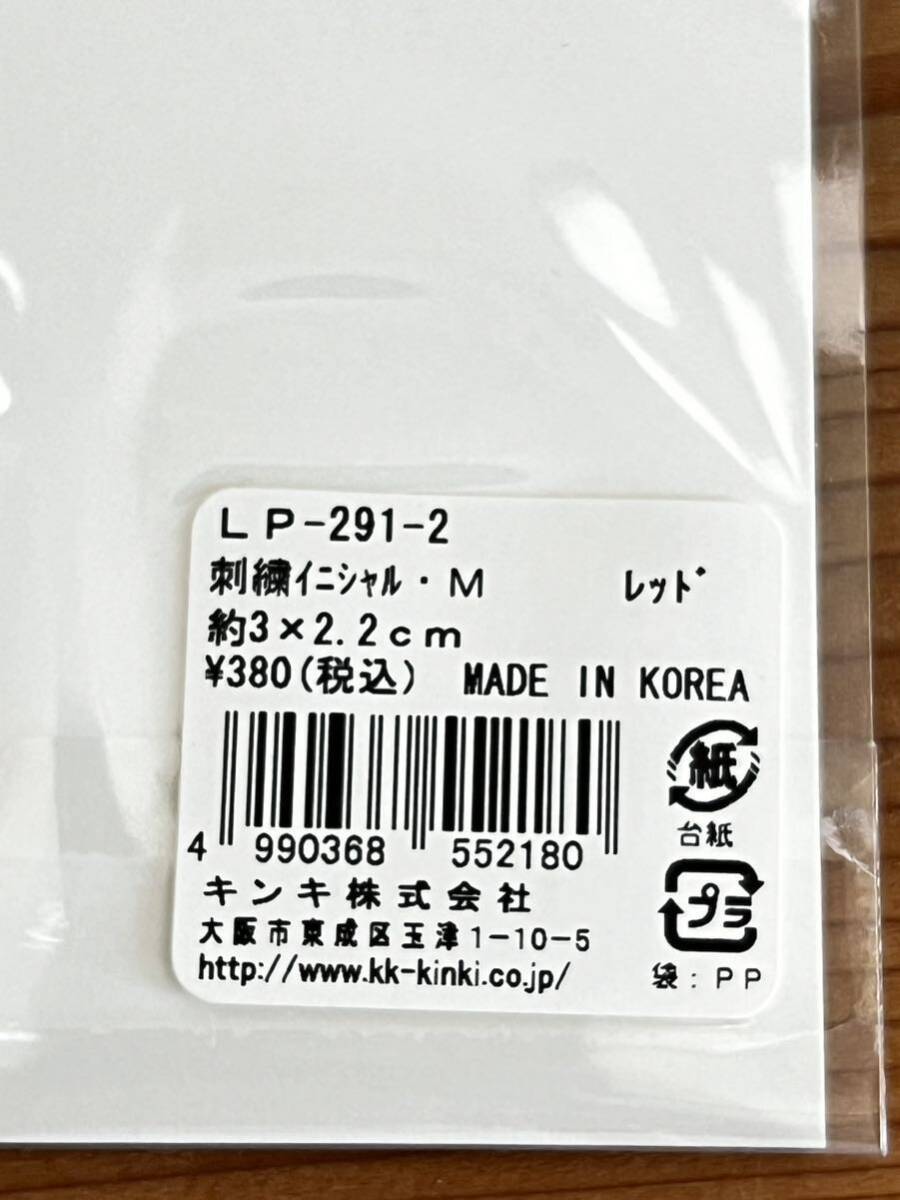 LP-291-2
刺繍イニシャル・M レッド
約3×2.2cm
¥380(税込) MADE IN KOREA
紙
台紙
4 990368 552180
プラ
キンキ株式会社
大阪市東成区玉津1-10-5
http://www.kk-kinki.co.jp/
袋:PP